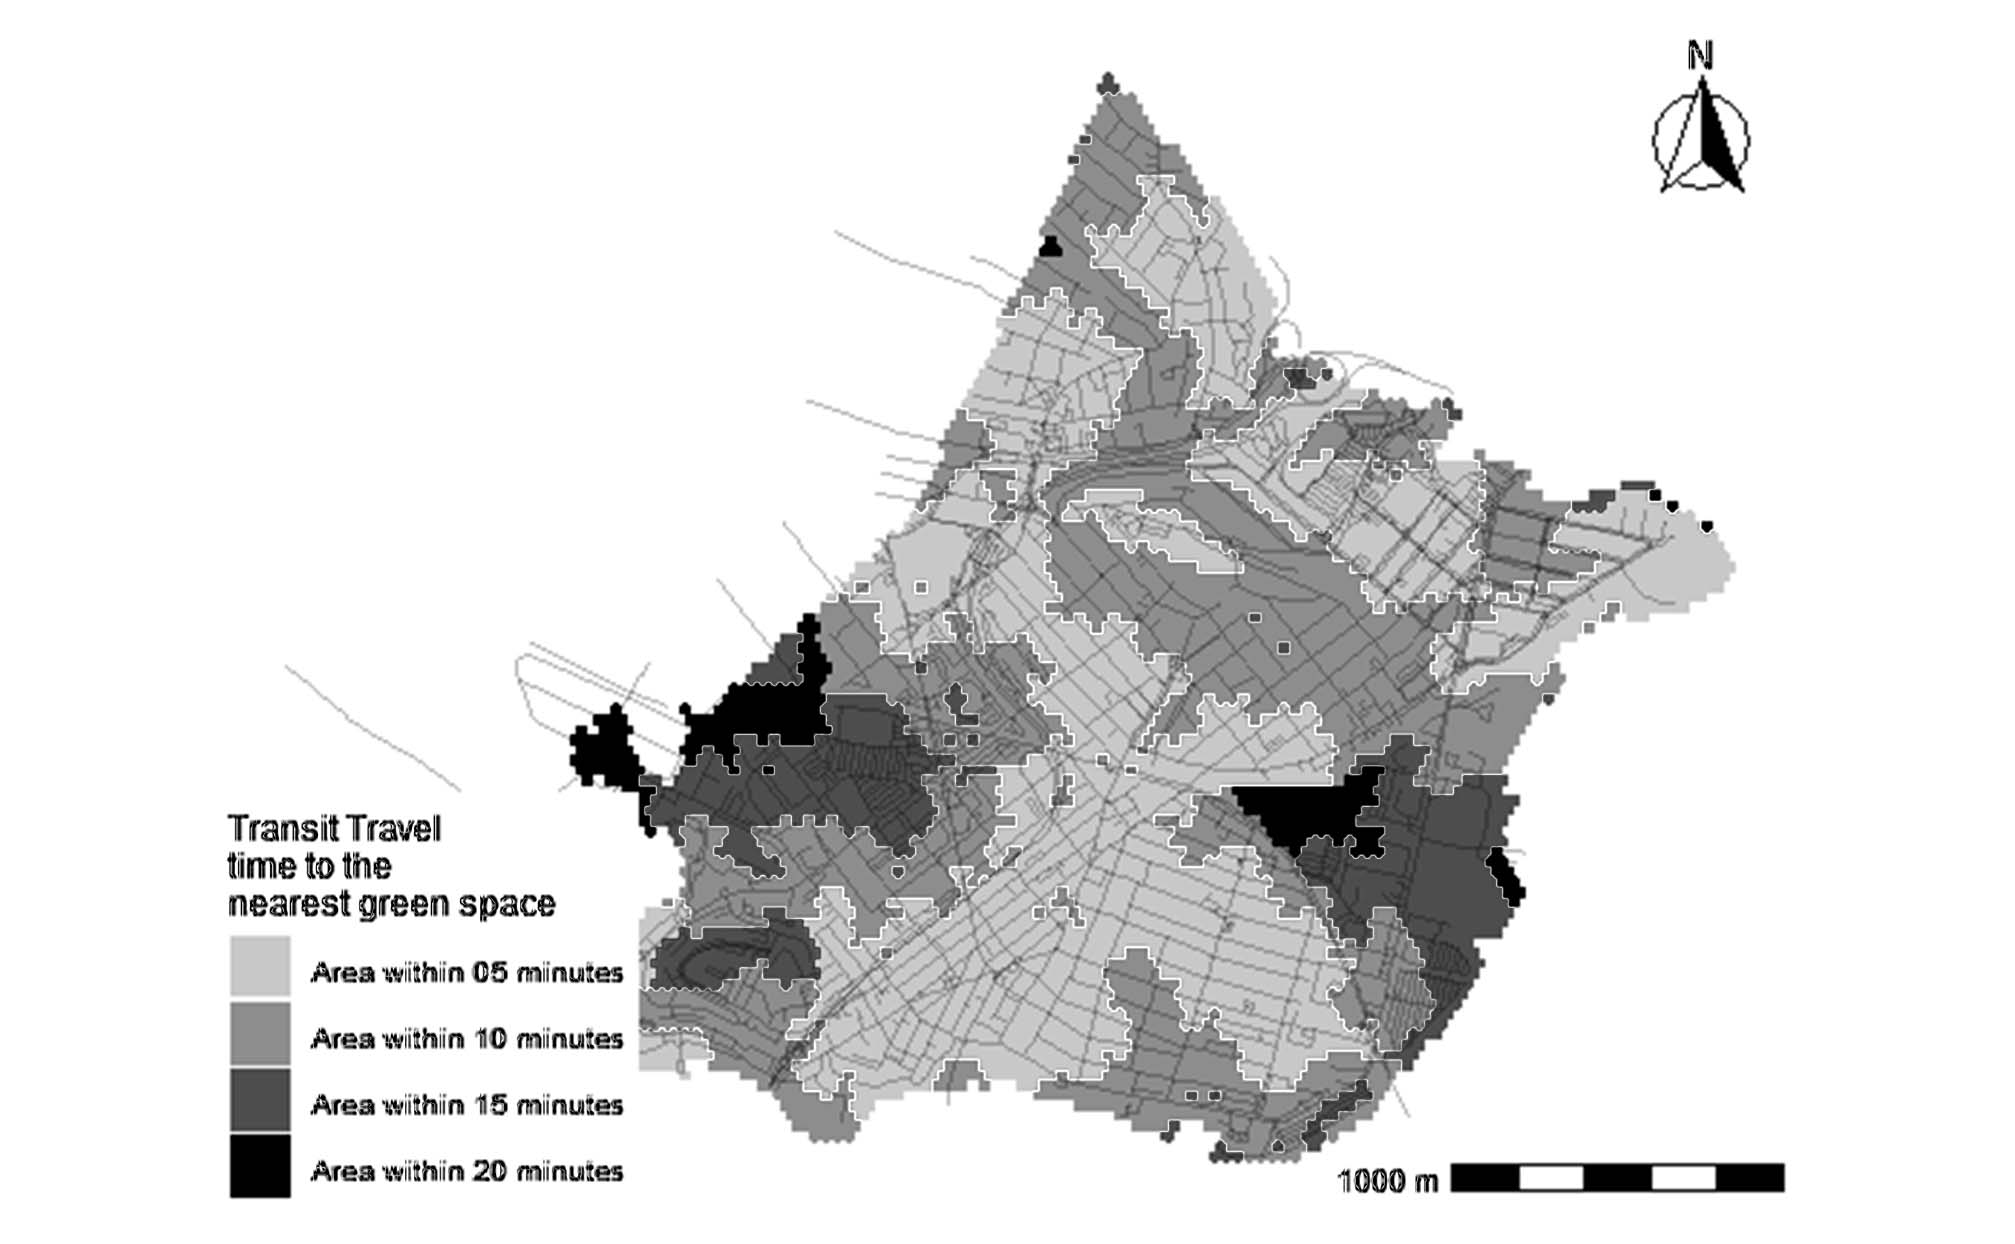 N
Transit Travel
time to the
nearest green space
Area within 05 minutes
Area within 10 minutes
Area within 15 minutes
Area within 20 minutes
1000 m